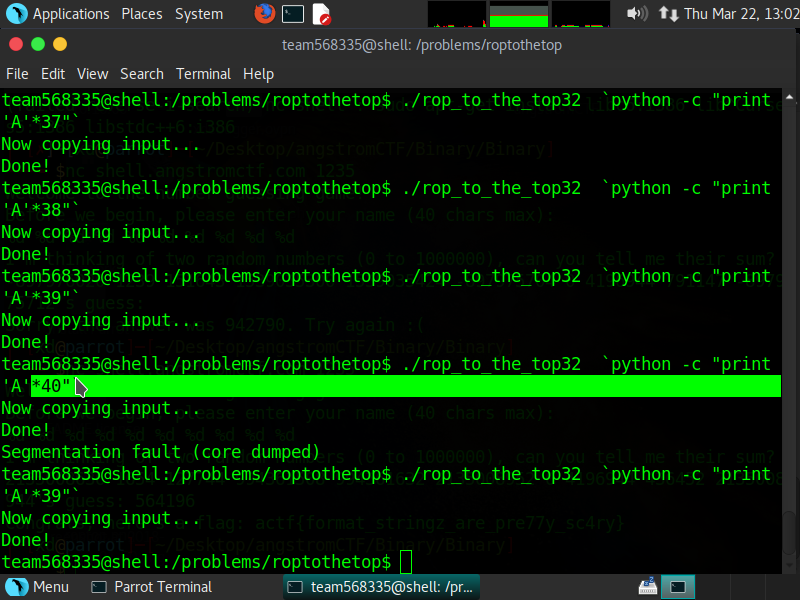 Applications Places System Thu Mar 22, 13:02
team568335@shell: /problems/roptothetop
File Edit View Search Terminal Help
team568335@shell:/problems/roptothetop$ ./rop_to_the_top32  `python -c "print
'A'*37"`
Now copying input...
Done!
team568335@shell:/problems/roptothetop$ ./rop_to_the_top32  `python -c "print
'A'*38"`
Now copying input...
Done!
team568335@shell:/problems/roptothetop$ ./rop_to_the_top32  `python -c "print
'A'*39"`
Now copying input...
Done!
team568335@shell:/problems/roptothetop$ ./rop_to_the_top32  `python -c "print
'A'*40"`
Now copying input...
Done!
Segmentation fault (core dumped)
team568335@shell:/problems/roptothetop$ ./rop_to_the_top32  `python -c "print
'A'*39"`
Now copying input...
Done!
team568335@shell:/problems/roptothetop$
Menu Parrot Terminal team568335@shell: /pr...